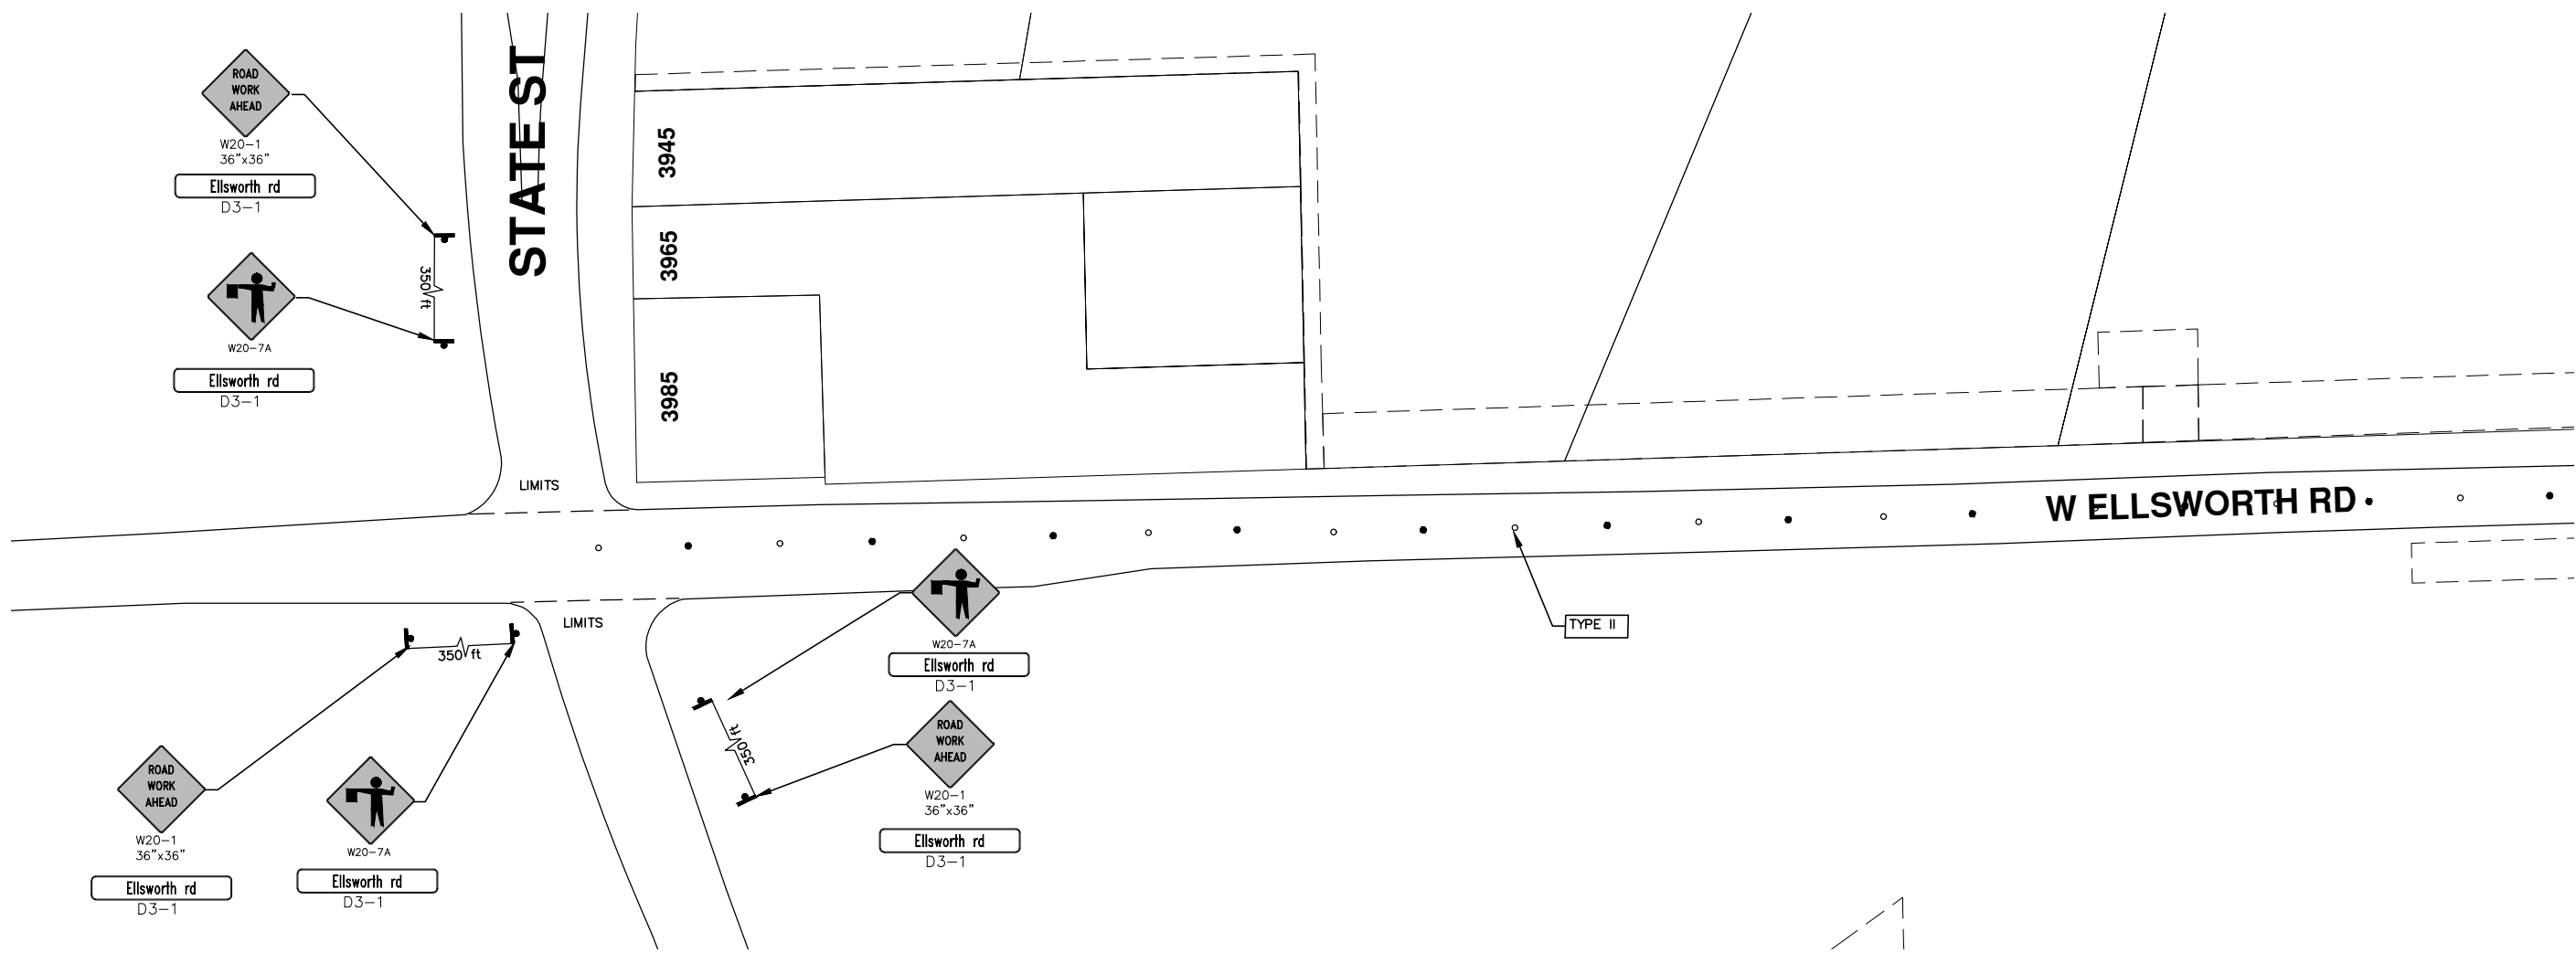 ROAD
WORK
AHEAD
W20-1
36"x36"
Ellsworth rd
D3-1
W20-7A
Ellsworth rd
D3-1
350 ft
STATE ST
3945
3965
3985
LIMITS
LIMITS
W ELLSWORTH RD
TYPE II
350 ft
W20-7A
Ellsworth rd
D3-1
350 ft
ROAD
WORK
AHEAD
W20-1
36"x36"
Ellsworth rd
D3-1
ROAD
WORK
AHEAD
W20-1
36"x36"
Ellsworth rd
D3-1
W20-7A
Ellsworth rd
D3-1